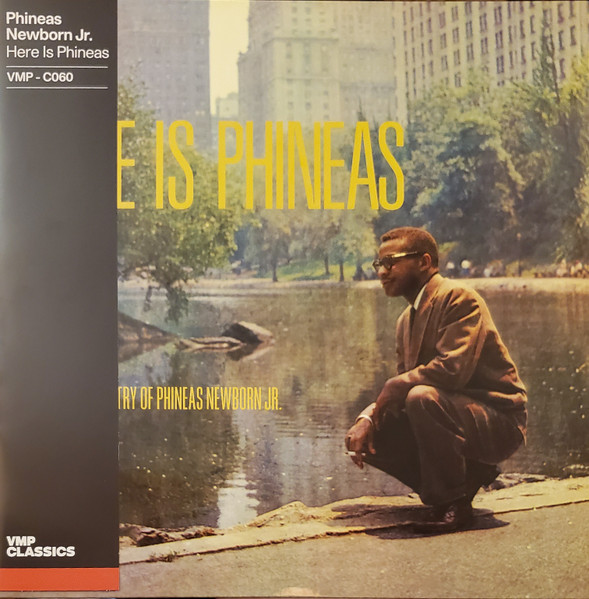 Phineas
Newborn Jr.
Here Is Phineas
VMP - C060
E IS PHINEAS
TRY OF PHINEAS NEWBORN JR.
VMP
CLASSICS